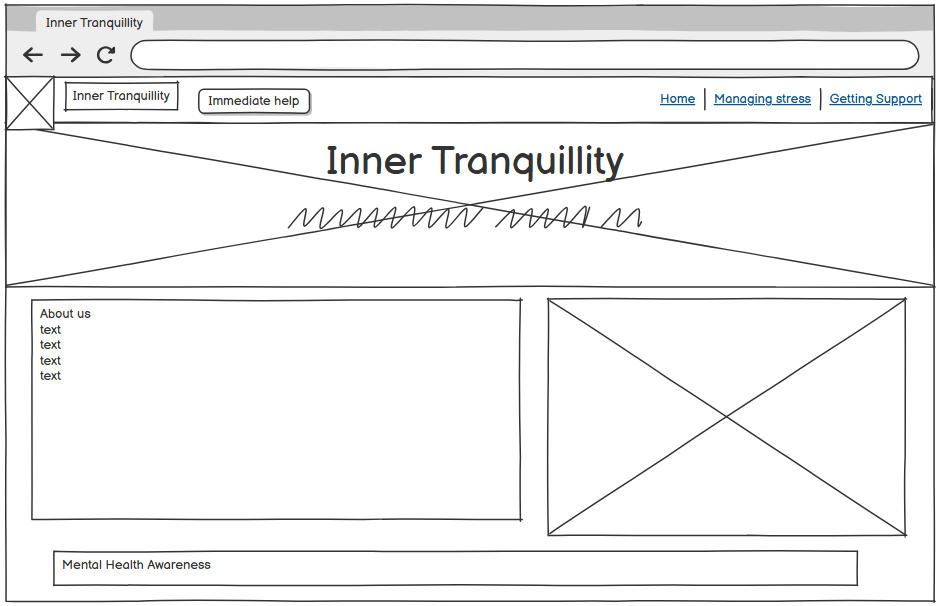 Inner Tranquillity
Inner Tranquillity
Immediate help
Home
Managing stress
Getting Support
Inner Tranquillity
About us
text
text
text
text
Mental Health Awareness